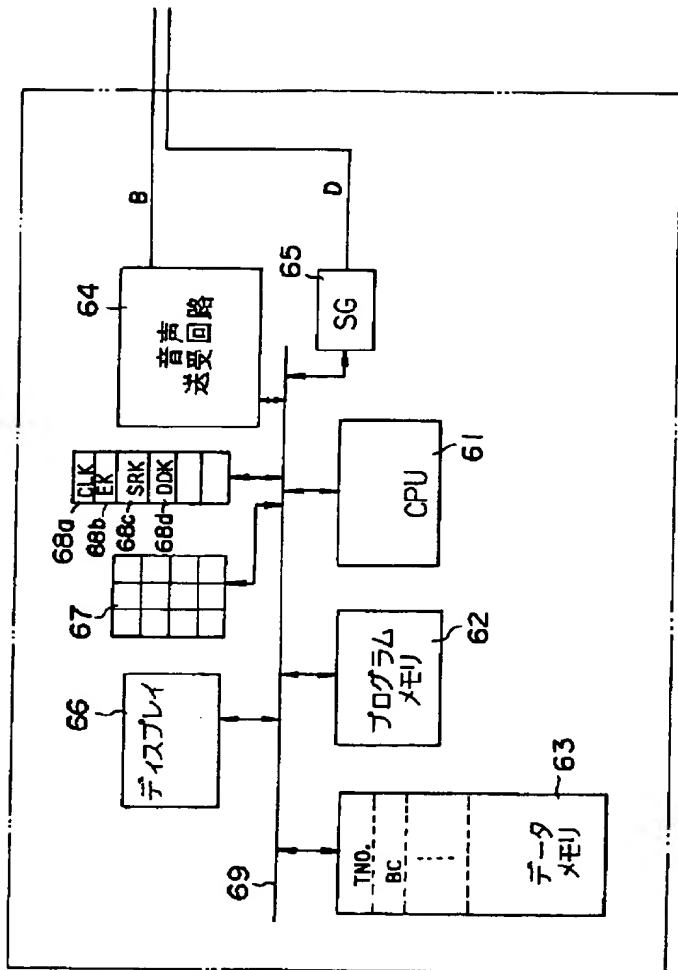 B
D
64
音声
送受回路
65
SG
68a
CLK
68b
EK
68c
SRK
68d
DDK
67
66
ディスプレイ
69
61
CPU
62
プログラム
メモリ
63
TNO.
BC
データ
メモリ